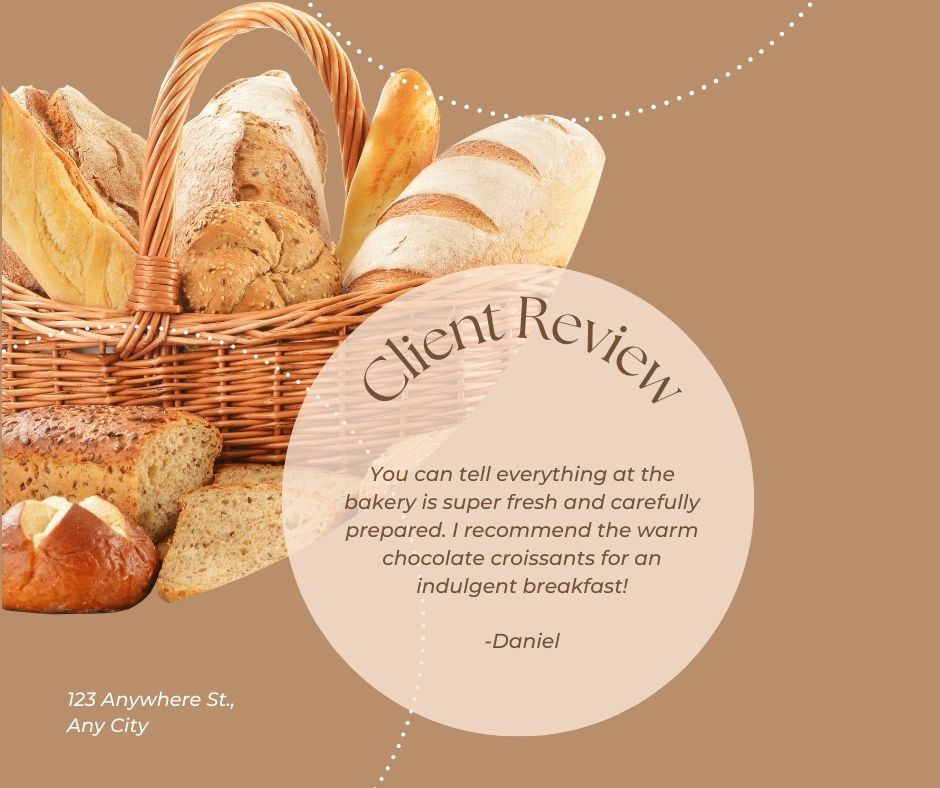 Client Review
You can tell everything at the
bakery is super fresh and carefully
prepared. I recommend the warm
chocolate croissants for an
indulgent breakfast!
-Daniel
123 Anywhere St.,
Any City